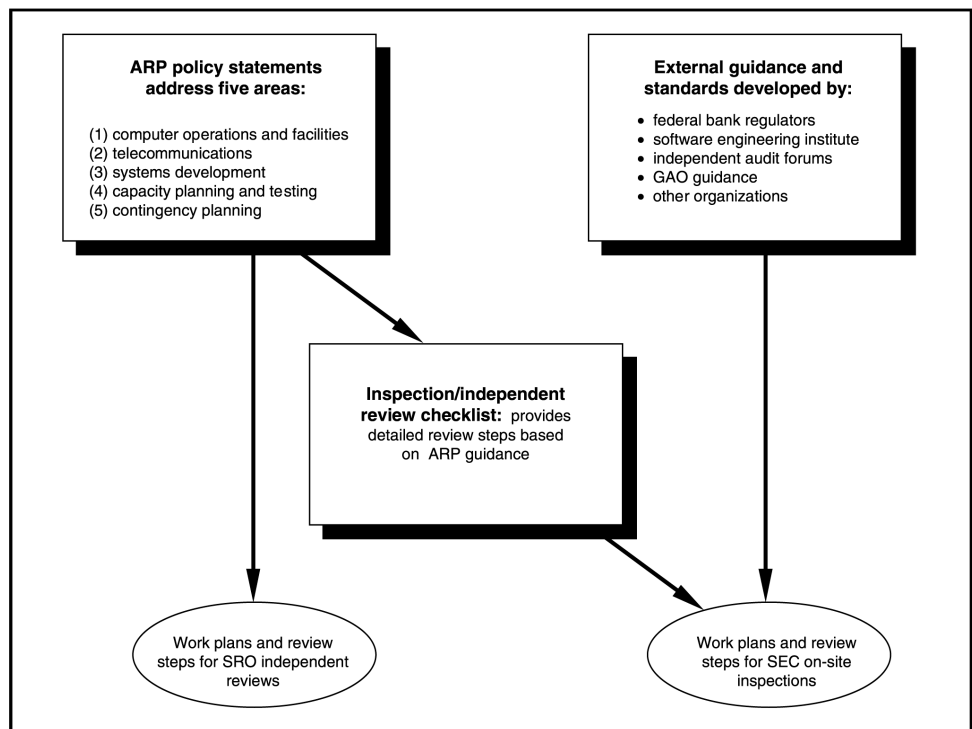 ARP policy statements
address five areas:
(1) computer operations and facilities
(2) telecommunications
(3) systems development
(4) capacity planning and testing
(5) contingency planning
External guidance and
standards developed by:
• federal bank regulators
• software engineering institute
• independent audit forums
• GAO guidance
• other organizations
Inspection/independent
review checklist: provides
detailed review steps based
on ARP guidance
Work plans and review
steps for SRO independent
reviews
Work plans and review
steps for SEC on-site
inspections